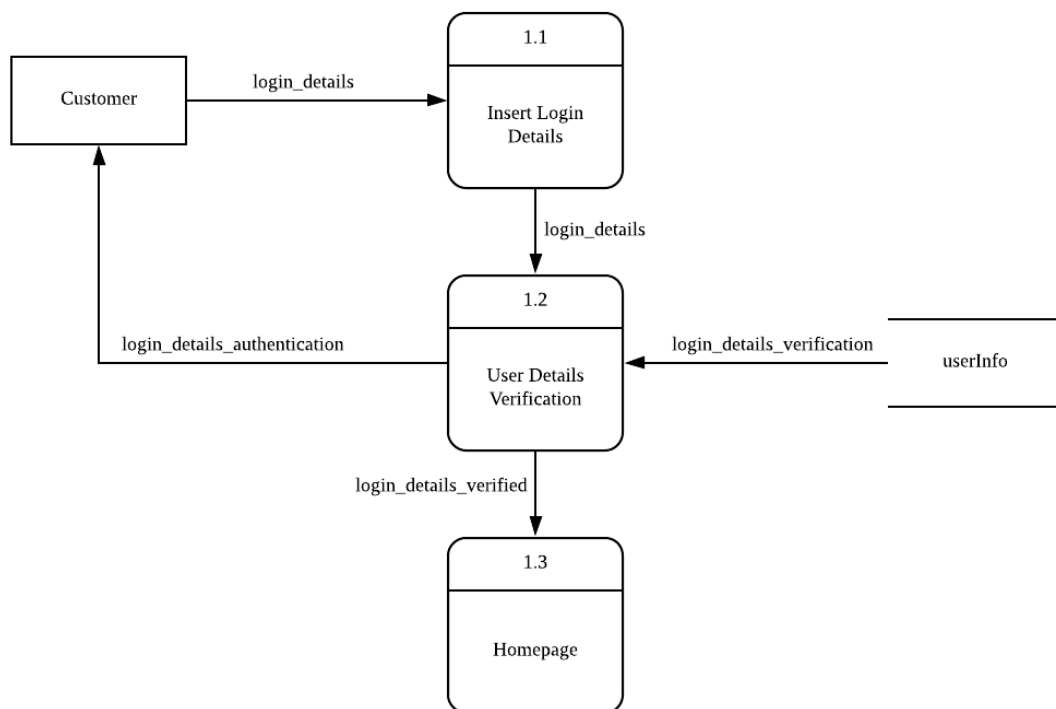 1.1
Customer
login_details
Insert Login
Details
login_details
1.2
login_details_authentication
login_details_verification
User Details
Verification
userInfo
login_details_verified
1.3
Homepage